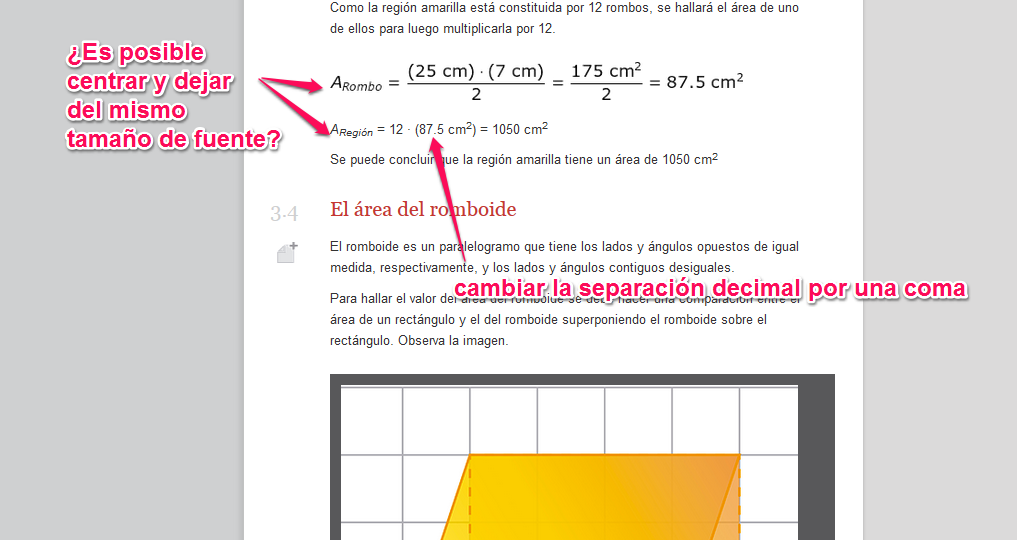 Como la región amarilla está constituida por 12 rombos, se hallará el área de uno
de ellos para luego multiplicarla por 12.
¿Es posible
centrar y dejar
del mismo
tamaño de fuente?
A_Rombo = (25 cm) · (7 cm) / 2 = 175 cm² / 2 = 87.5 cm²
A_Región = 12 · (87.5 cm²) = 1050 cm²
Se puede concluir que la región amarilla tiene un área de 1050 cm²
3.4 El área del romboide
El romboide es un paralelogramo que tiene los lados y ángulos opuestos de igual
medida, respectivamente, y los lados y ángulos contiguos desiguales.
cambiar la separación decimal por una coma
Para hallar el valor del área del romboide se debe hacer una comparación entre el
área de un rectángulo y el del romboide superponiendo el romboide sobre el
rectángulo. Observa la imagen.